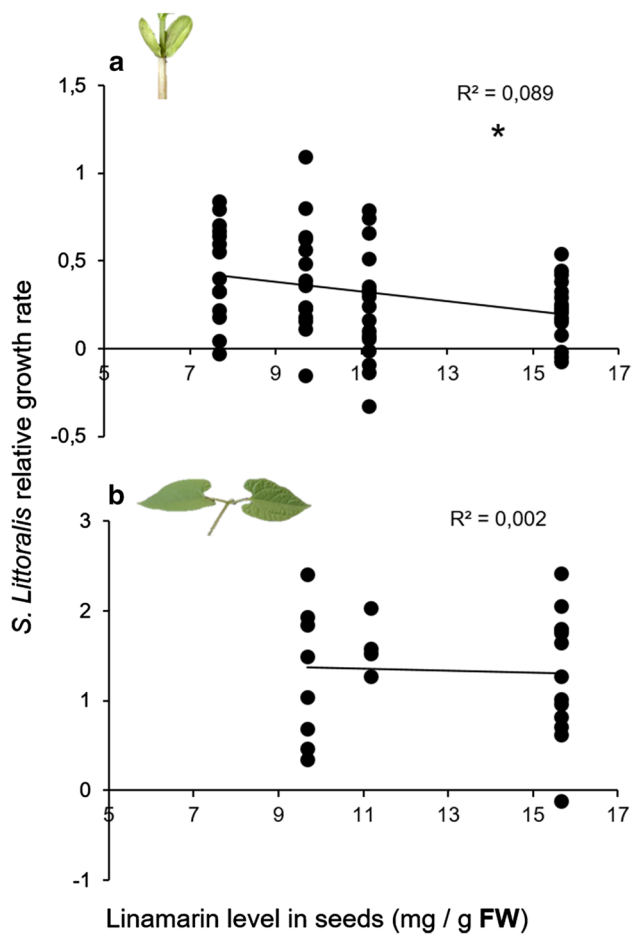 a
R² = 0,089
*
1,5
1
0,5
0
-0,5
5 7 9 11 13 15 17
b
R² = 0,002
3
2
1
0
-1
5 7 9 11 13 15 17
S. Littoralis relative growth rate
Linamarin level in seeds (mg / g FW)